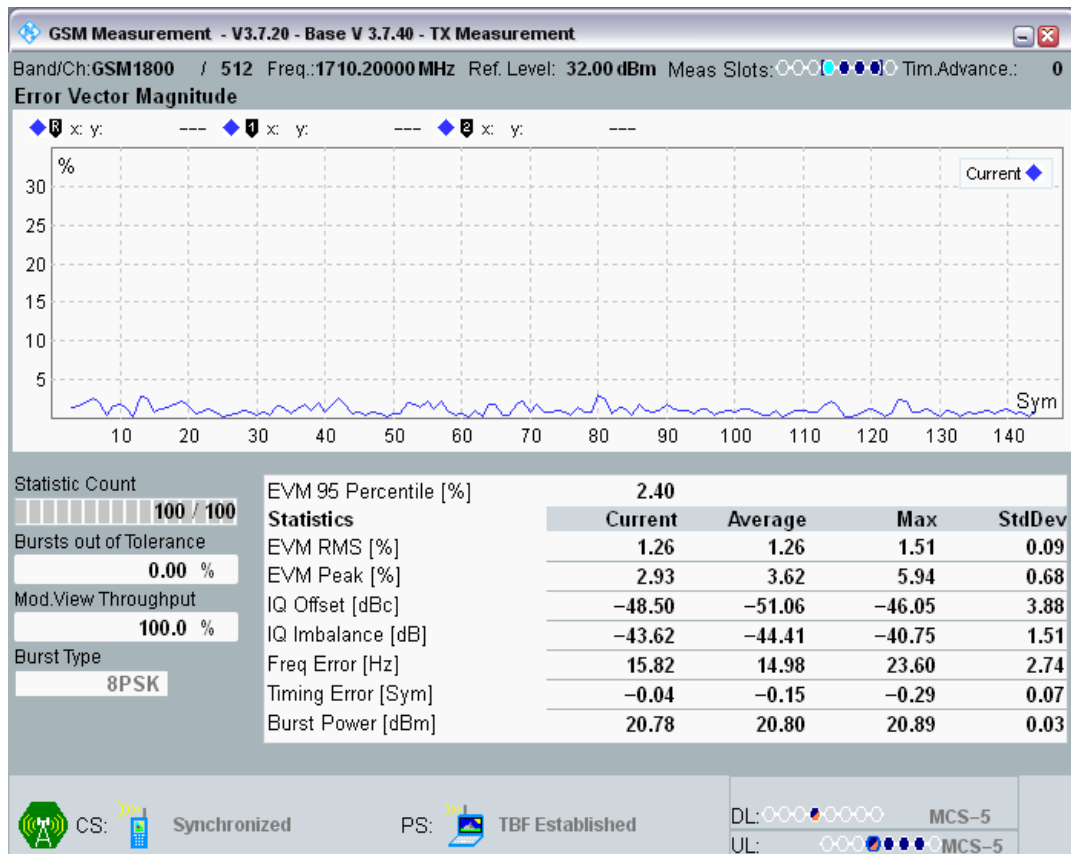 GSM Measurement - V3.7.20 - Base V 3.7.40 - TX Measurement
Band/Ch:GSM1800 / 512 Freq.:1710.20000 MHz Ref. Level: 32.00 dBm Meas Slots: Tim.Advance.: 0
Error Vector Magnitude
R x: y: --- 1 x: y: --- 2 x: y: ---
%
Current
30
25
20
15
10
5
Sym
10 20 30 40 50 60 70 80 90 100 110 120 130 140
Statistic Count
100 / 100
Bursts out of Tolerance
0.00 %
Mod.View Throughput
100.0 %
Burst Type
8PSK
EVM 95 Percentile [%] 2.40
Statistics Current Average Max StdDev
EVM RMS [%] 1.26 1.26 1.51 0.09
EVM Peak [%] 2.93 3.62 5.94 0.68
IQ Offset [dBc] −48.50 −51.06 −46.05 3.88
IQ Imbalance [dB] −43.62 −44.41 −40.75 1.51
Freq Error [Hz] 15.82 14.98 23.60 2.74
Timing Error [Sym] −0.04 −0.15 −0.29 0.07
Burst Power [dBm] 20.78 20.80 20.89 0.03
CS: Synchronized PS: TBF Established
DL: MCS−5
UL: MCS−5